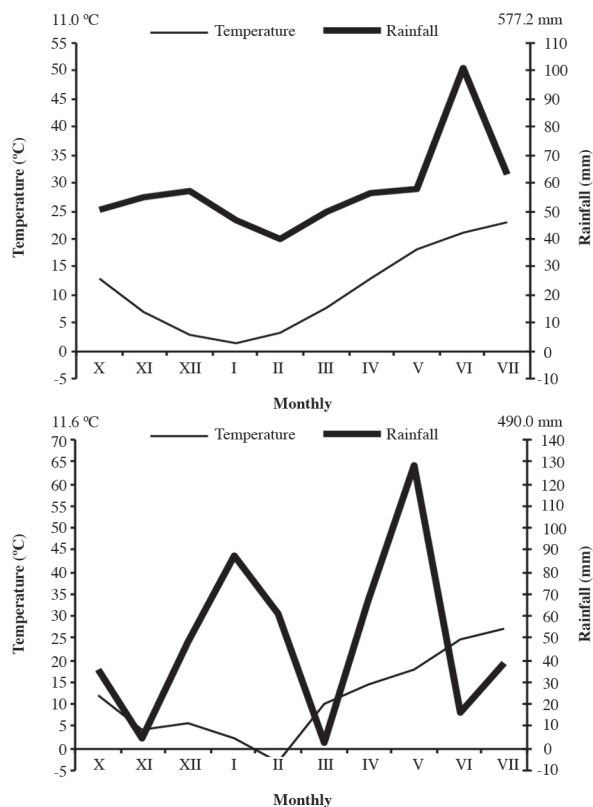 11.0 ºC Temperature Rainfall 577.2 mm
55 110
50 100
45 90
40 80
35 70
30 60
25 50
20 40
15 30
10 20
5 10
0 0
-5 -10
Temperature (ºC)
Rainfall (mm)
X XI XII I II III IV V VI VII
Monthly
11.6 ºC Temperature Rainfall 490.0 mm
70 140
65 130
60 120
55 110
50 100
45 90
40 80
35 70
30 60
25 50
20 40
15 30
10 20
5 10
0 0
-5 -10
Temperature (ºC)
Rainfall (mm)
X XI XII I II III IV V VI VII
Monthly